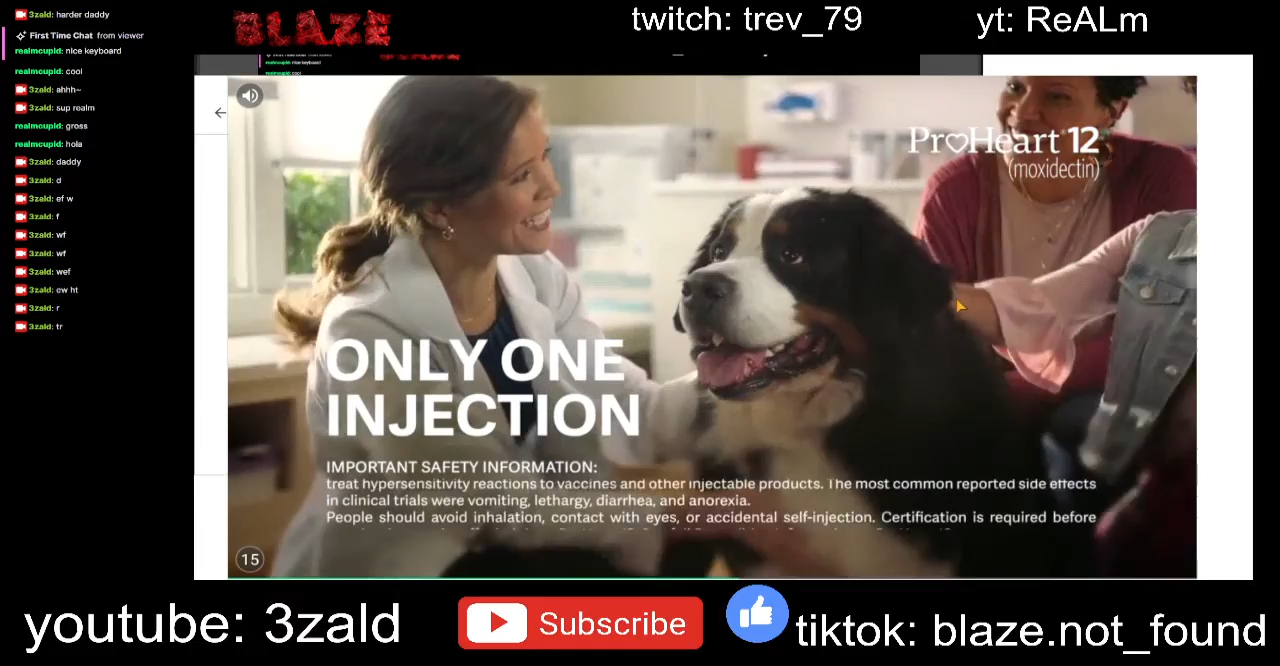 3zald: harder daddy
First Time Chat from viewer
realmcupid: nice keyboard
realmcupid: cool
3zald: ahhh~
3zald: sup realm
realmcupid: gross
realmcupid: hola
3zald: daddy
3zald: d
3zald: ef w
3zald: f
3zald: wf
3zald: wf
3zald: wef
3zald: ew ht
3zald: r
3zald: tr
BLAZE
twitch: trev_79
yt: ReALm
realmcupid: nice keyboard
realmcupid: cool
ProHeart 12
(moxidectin)
ONLY ONE
INJECTION
IMPORTANT SAFETY INFORMATION:
treat hypersensitivity reactions to vaccines and other injectable products. The most common reported side effects
in clinical trials were vomiting, lethargy, diarrhea, and anorexia.
People should avoid inhalation, contact with eyes, or accidental self-injection. Certification is required before
15
youtube: 3zald
Subscribe
tiktok: blaze.not_found